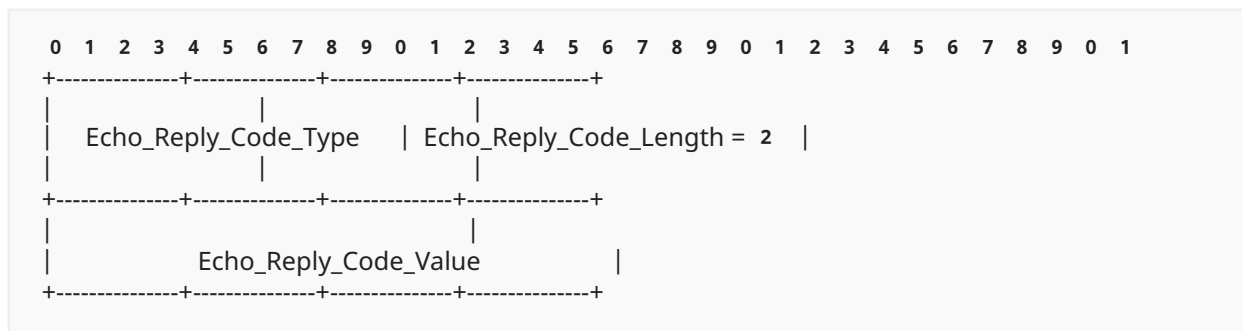 0 1 2 3 4 5 6 7 8 9 0 1 2 3 4 5 6 7 8 9 0 1 2 3 4 5 6 7 8 9 0 1
+---------------+---------------+---------------+---------------+
| | |
| Echo_Reply_Code_Type | Echo_Reply_Code_Length = 2 |
| | |
+---------------+---------------+---------------+---------------+
| |
| Echo_Reply_Code_Value |
+---------------+---------------+---------------+---------------+